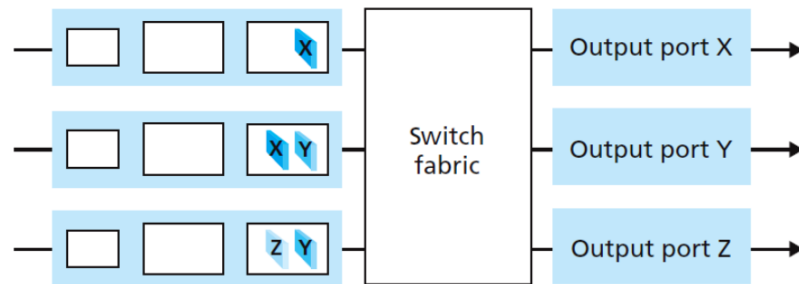 X
Output port X
X Y
Switch
fabric
Output port Y
Z Y
Output port Z